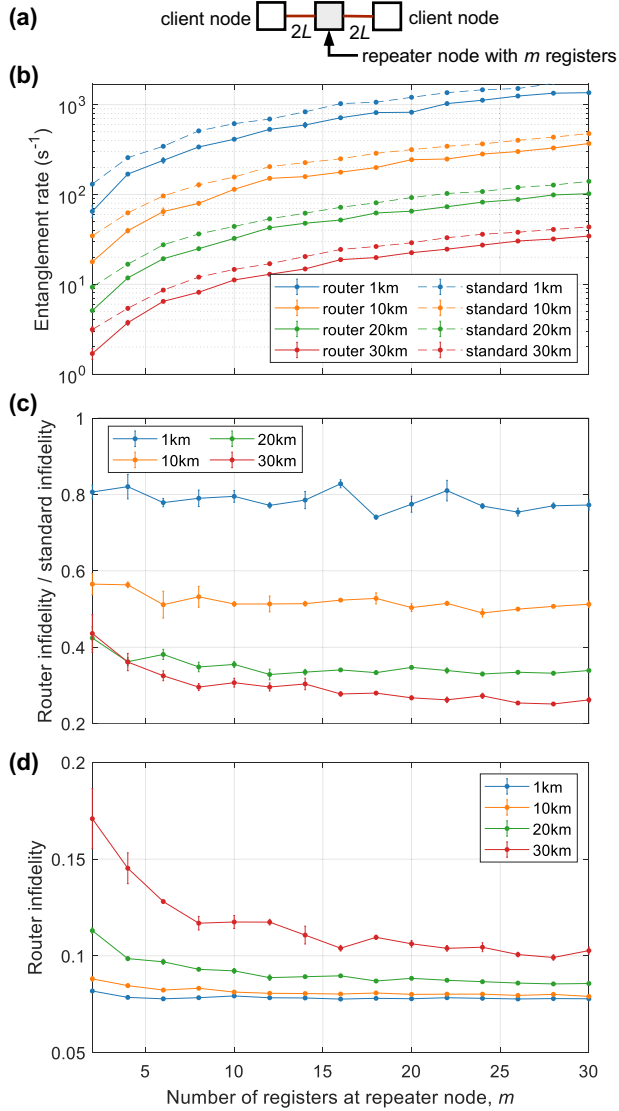 (a)
client node
2L
2L
client node
repeater node with m registers
(b)
Entanglement rate (s⁻¹)
10³
10²
10¹
10⁰
router 1km
router 10km
router 20km
router 30km
standard 1km
standard 10km
standard 20km
standard 30km
(c)
Router infidelity / standard infidelity
1
0.8
0.6
0.4
0.2
1km
10km
20km
30km
(d)
Router infidelity
0.2
0.15
0.1
0.05
1km
10km
20km
30km
5
10
15
20
25
30
Number of registers at repeater node, m